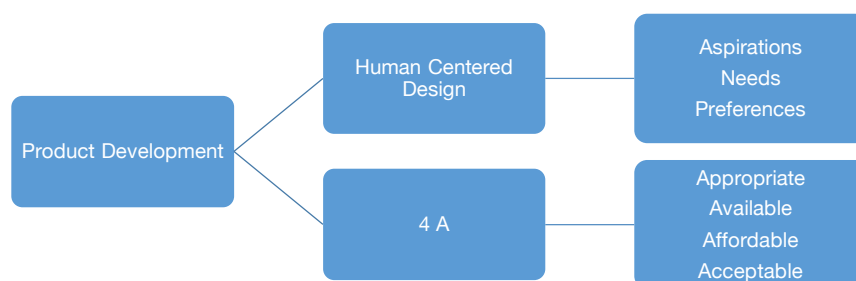 Product Development
Human Centered
Design
Aspirations
Needs
Preferences
4 A
Appropriate
Available
Affordable
Acceptable